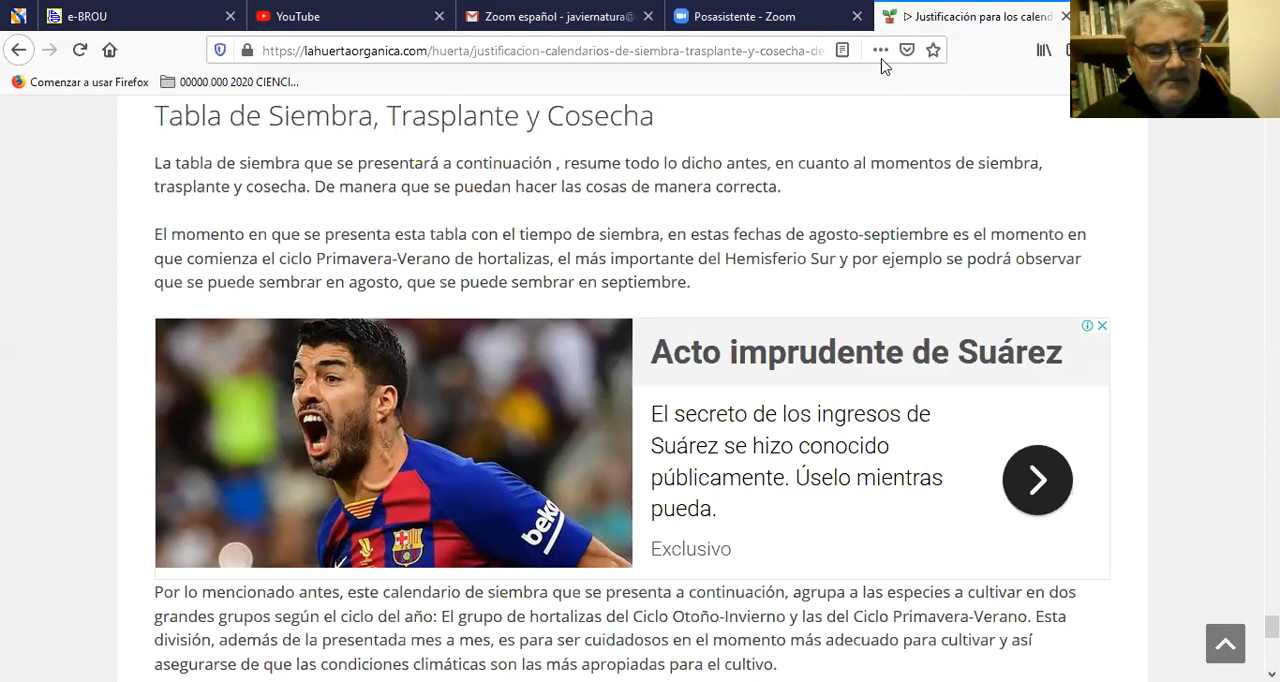 e-BROU
YouTube
Zoom español - javiernatura@
Posasistente - Zoom
Justificación para los calend
https://lahuertaorganica.com/huerta/justificacion-calendarios-de-siembra-trasplante-y-cosecha-de
Comenzar a usar Firefox
00000 000 2020 CIENCI...
Tabla de Siembra, Trasplante y Cosecha
La tabla de siembra que se presentará a continuación , resume todo lo dicho antes, en cuanto al momentos de siembra,
trasplante y cosecha. De manera que se puedan hacer las cosas de manera correcta.
El momento en que se presenta esta tabla con el tiempo de siembra, en estas fechas de agosto-septiembre es el momento en
que comienza el ciclo Primavera-Verano de hortalizas, el más importante del Hemisferio Sur y por ejemplo se podrá observar
que se puede sembrar en agosto, que se puede sembrar en septiembre.
Acto imprudente de Suárez
El secreto de los ingresos de
Suárez se hizo conocido
públicamente. Úselo mientras
pueda.
Exclusivo
beko
FCB
Por lo mencionado antes, este calendario de siembra que se presenta a continuación, agrupa a las especies a cultivar en dos
grandes grupos según el ciclo del año: El grupo de hortalizas del Ciclo Otoño-Invierno y las del Ciclo Primavera-Verano. Esta
división, además de la presentada mes a mes, es para ser cuidadosos en el momento más adecuado para cultivar y así
asegurarse de que las condiciones climáticas son las más apropiadas para el cultivo.